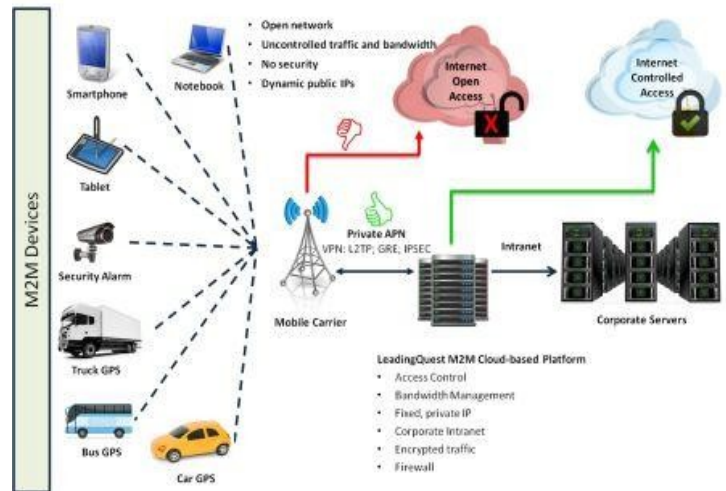 M2M Devices
Smartphone
Notebook
• Open network
• Uncontrolled traffic and bandwidth
• No security
• Dynamic public IPs
Internet
Open
Access
X
Internet
Controlled
Access
Tablet
Security Alarm
Truck GPS
Bus GPS
Car GPS
Private APN
VPN: L2TP; GRE, IPSEC
Mobile Carrier
Intranet
Corporate Servers
LeadingQuest M2M Cloud-based Platform
• Access Control
• Bandwidth Management
• Fixed, private IP
• Corporate Intranet
• Encrypted traffic
• Firewall